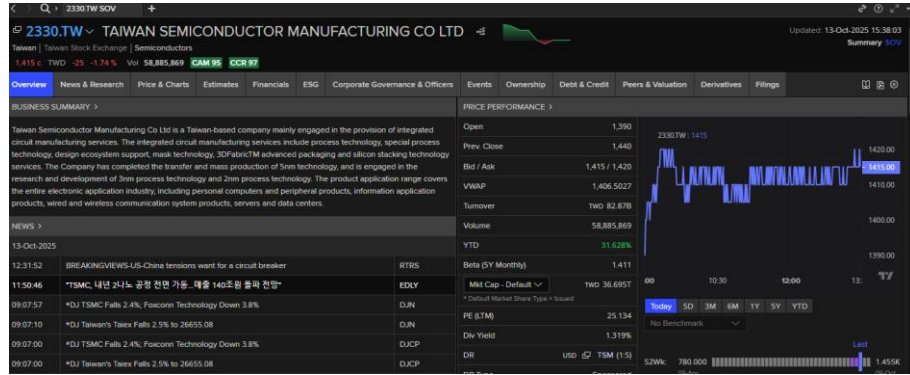 2330.TW SOV
2330.TW TAIWAN SEMICONDUCTOR MANUFACTURING CO LTD
Updated: 13-Oct-2025 15:38:03
Taiwan | Taiwan Stock Exchange | Semiconductors
Summary SOV
1,415 c TWD -25 -1.74 % Vol 58,885,869 CAM 95 CCR 97
Overview News & Research Price & Charts Estimates Financials ESG Corporate Governance & Officers Events Ownership Debt & Credit Peers & Valuation Derivatives Filings
BUSINESS SUMMARY >
Taiwan Semiconductor Manufacturing Co Ltd is a Taiwan-based company mainly engaged in the provision of integrated
circuit manufacturing services. The integrated circuit manufacturing services include process technology, special process
technology, design ecosystem support, mask technology, 3DFabricTM advanced packaging and silicon stacking technology
services. The Company has completed the transfer and mass production of 5nm technology, and is engaged in the
research and development of 3nm process technology and 2nm process technology. The product application range covers
the entire electronic application industry, including personal computers and peripheral products, information application
products, wired and wireless communication system products, servers and data centers.
NEWS >
13-Oct-2025
12:31:52 BREAKINGVIEWS-US-China tensions want for a circuit breaker RTRS
11:50:46 "TSMC, 내년 2나노 공정 전면 가동…매출 140조원 돌파 전망" EDLY
09:07:57 *DJ TSMC Falls 2.4%; Foxconn Technology Down 3.8% DJN
09:07:10 *DJ Taiwan's Taiex Falls 2.5% to 26655.08 DJN
09:07:00 *DJ TSMC Falls 2.4%; Foxconn Technology Down 3.8% DJCP
09:07:00 *DJ Taiwan's Taiex Falls 2.5% to 26655.08 DJCP
PRICE PERFORMANCE >
Open 1,390
Prev. Close 1,440
Bid / Ask 1,415 / 1,420
VWAP 1,406.5027
Turnover TWD 82.87B
Volume 58,885,869
YTD 31.628%
Beta (5Y Monthly) 1.411
Mkt Cap - Default TWD 36.695T
* Default Market Share Type = Issued
PE (LTM) 25.134
Div Yield 1.319%
DR USD TSM (1:5)
2330.TW : 1415
1420.00
1415.00
1410.00
1400.00
1390.00
00 10:30 12:00 13:
Today 5D 3M 6M 1Y 5Y YTD
No Benchmark
Last
52Wk: 780.000 1.455K